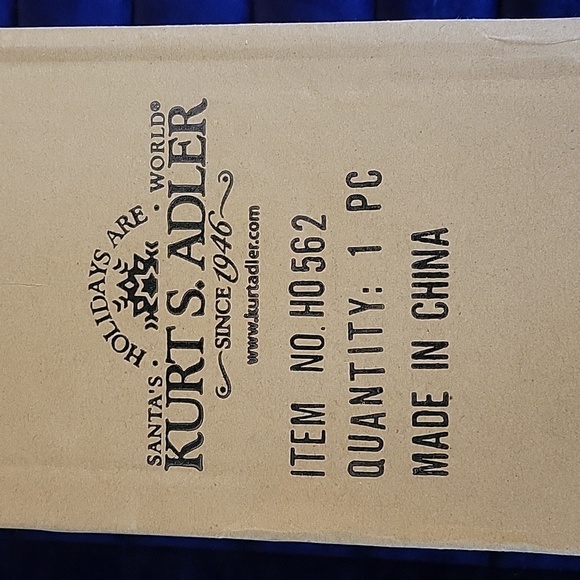 HOLIDAYS ARE
SANTA'S · WORLD®
KURT S. ADLER
SINCE 1946
www.kurtadler.com
ITEM NO.HO562
QUANTITY: 1 PC
MADE IN CHINA